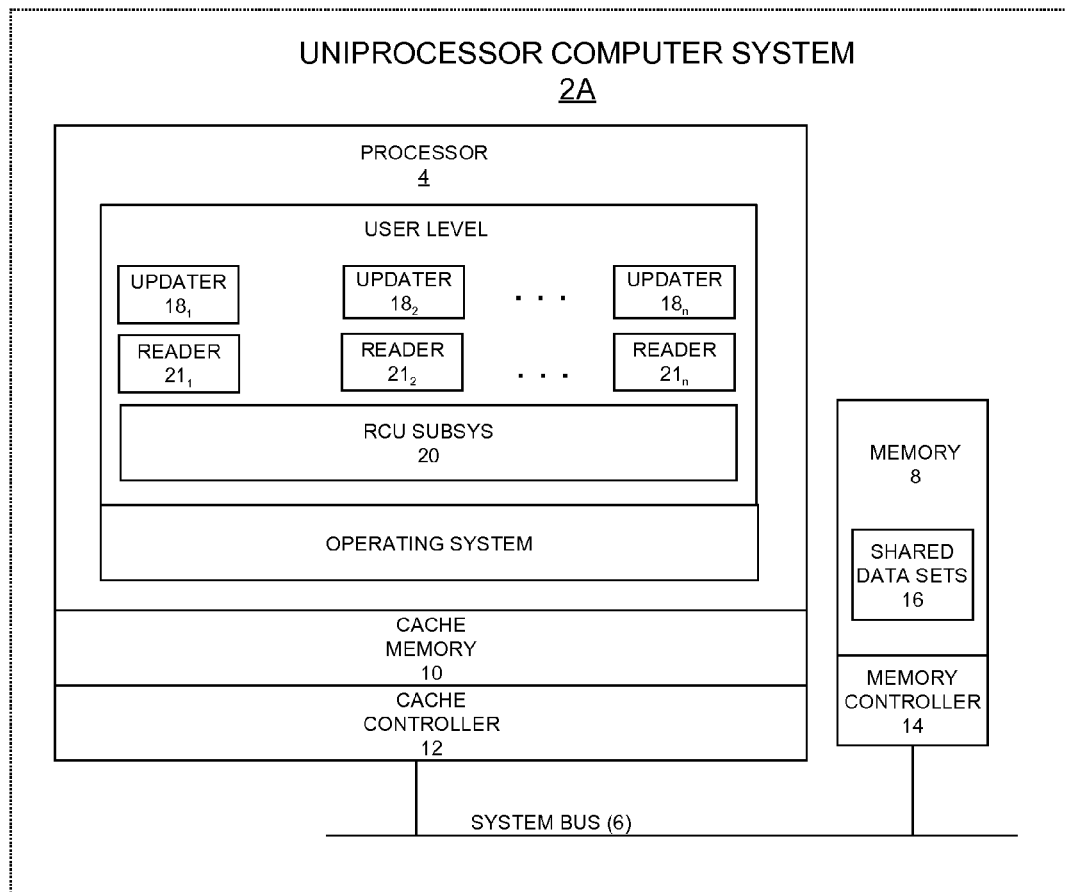 UNIPROCESSOR COMPUTER SYSTEM
2A
PROCESSOR
4
USER LEVEL
UPDATER
18₁
UPDATER
18₂
. . .
UPDATER
18ₙ
READER
21₁
READER
21₂
. . .
READER
21ₙ
RCU SUBSYS
20
OPERATING SYSTEM
CACHE
MEMORY
10
CACHE
CONTROLLER
12
MEMORY
8
SHARED
DATA SETS
16
MEMORY
CONTROLLER
14
SYSTEM BUS (6)